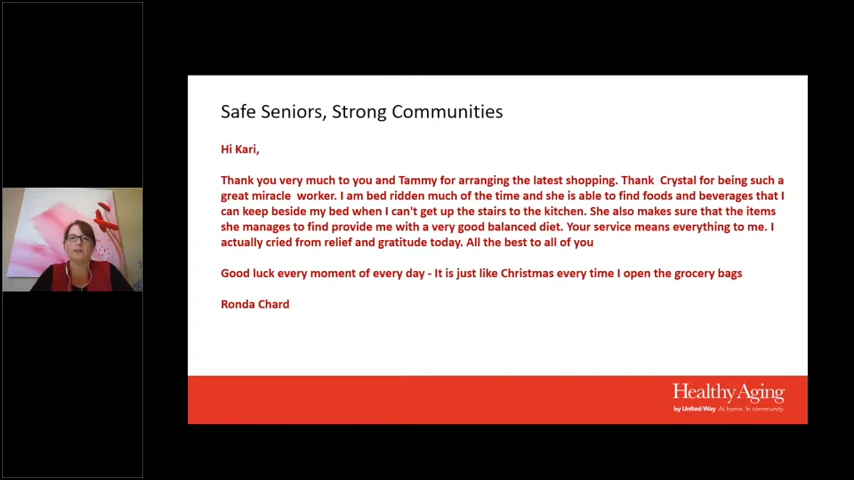 Safe Seniors, Strong Communities
Hi Kari,
Thank you very much to you and Tammy for arranging the latest shopping. Thank  Crystal for being such a
great miracle  worker. I am bed ridden much of the time and she is able to find foods and beverages that I
can keep beside my bed when I can't get up the stairs to the kitchen. She also makes sure that the items
she manages to find provide me with a very good balanced diet. Your service means everything to me. I
actually cried from relief and gratitude today. All the best to all of you
Good luck every moment of every day - It is just like Christmas every time I open the grocery bags
Ronda Chard
Healthy Aging
by United Way At home. In community.